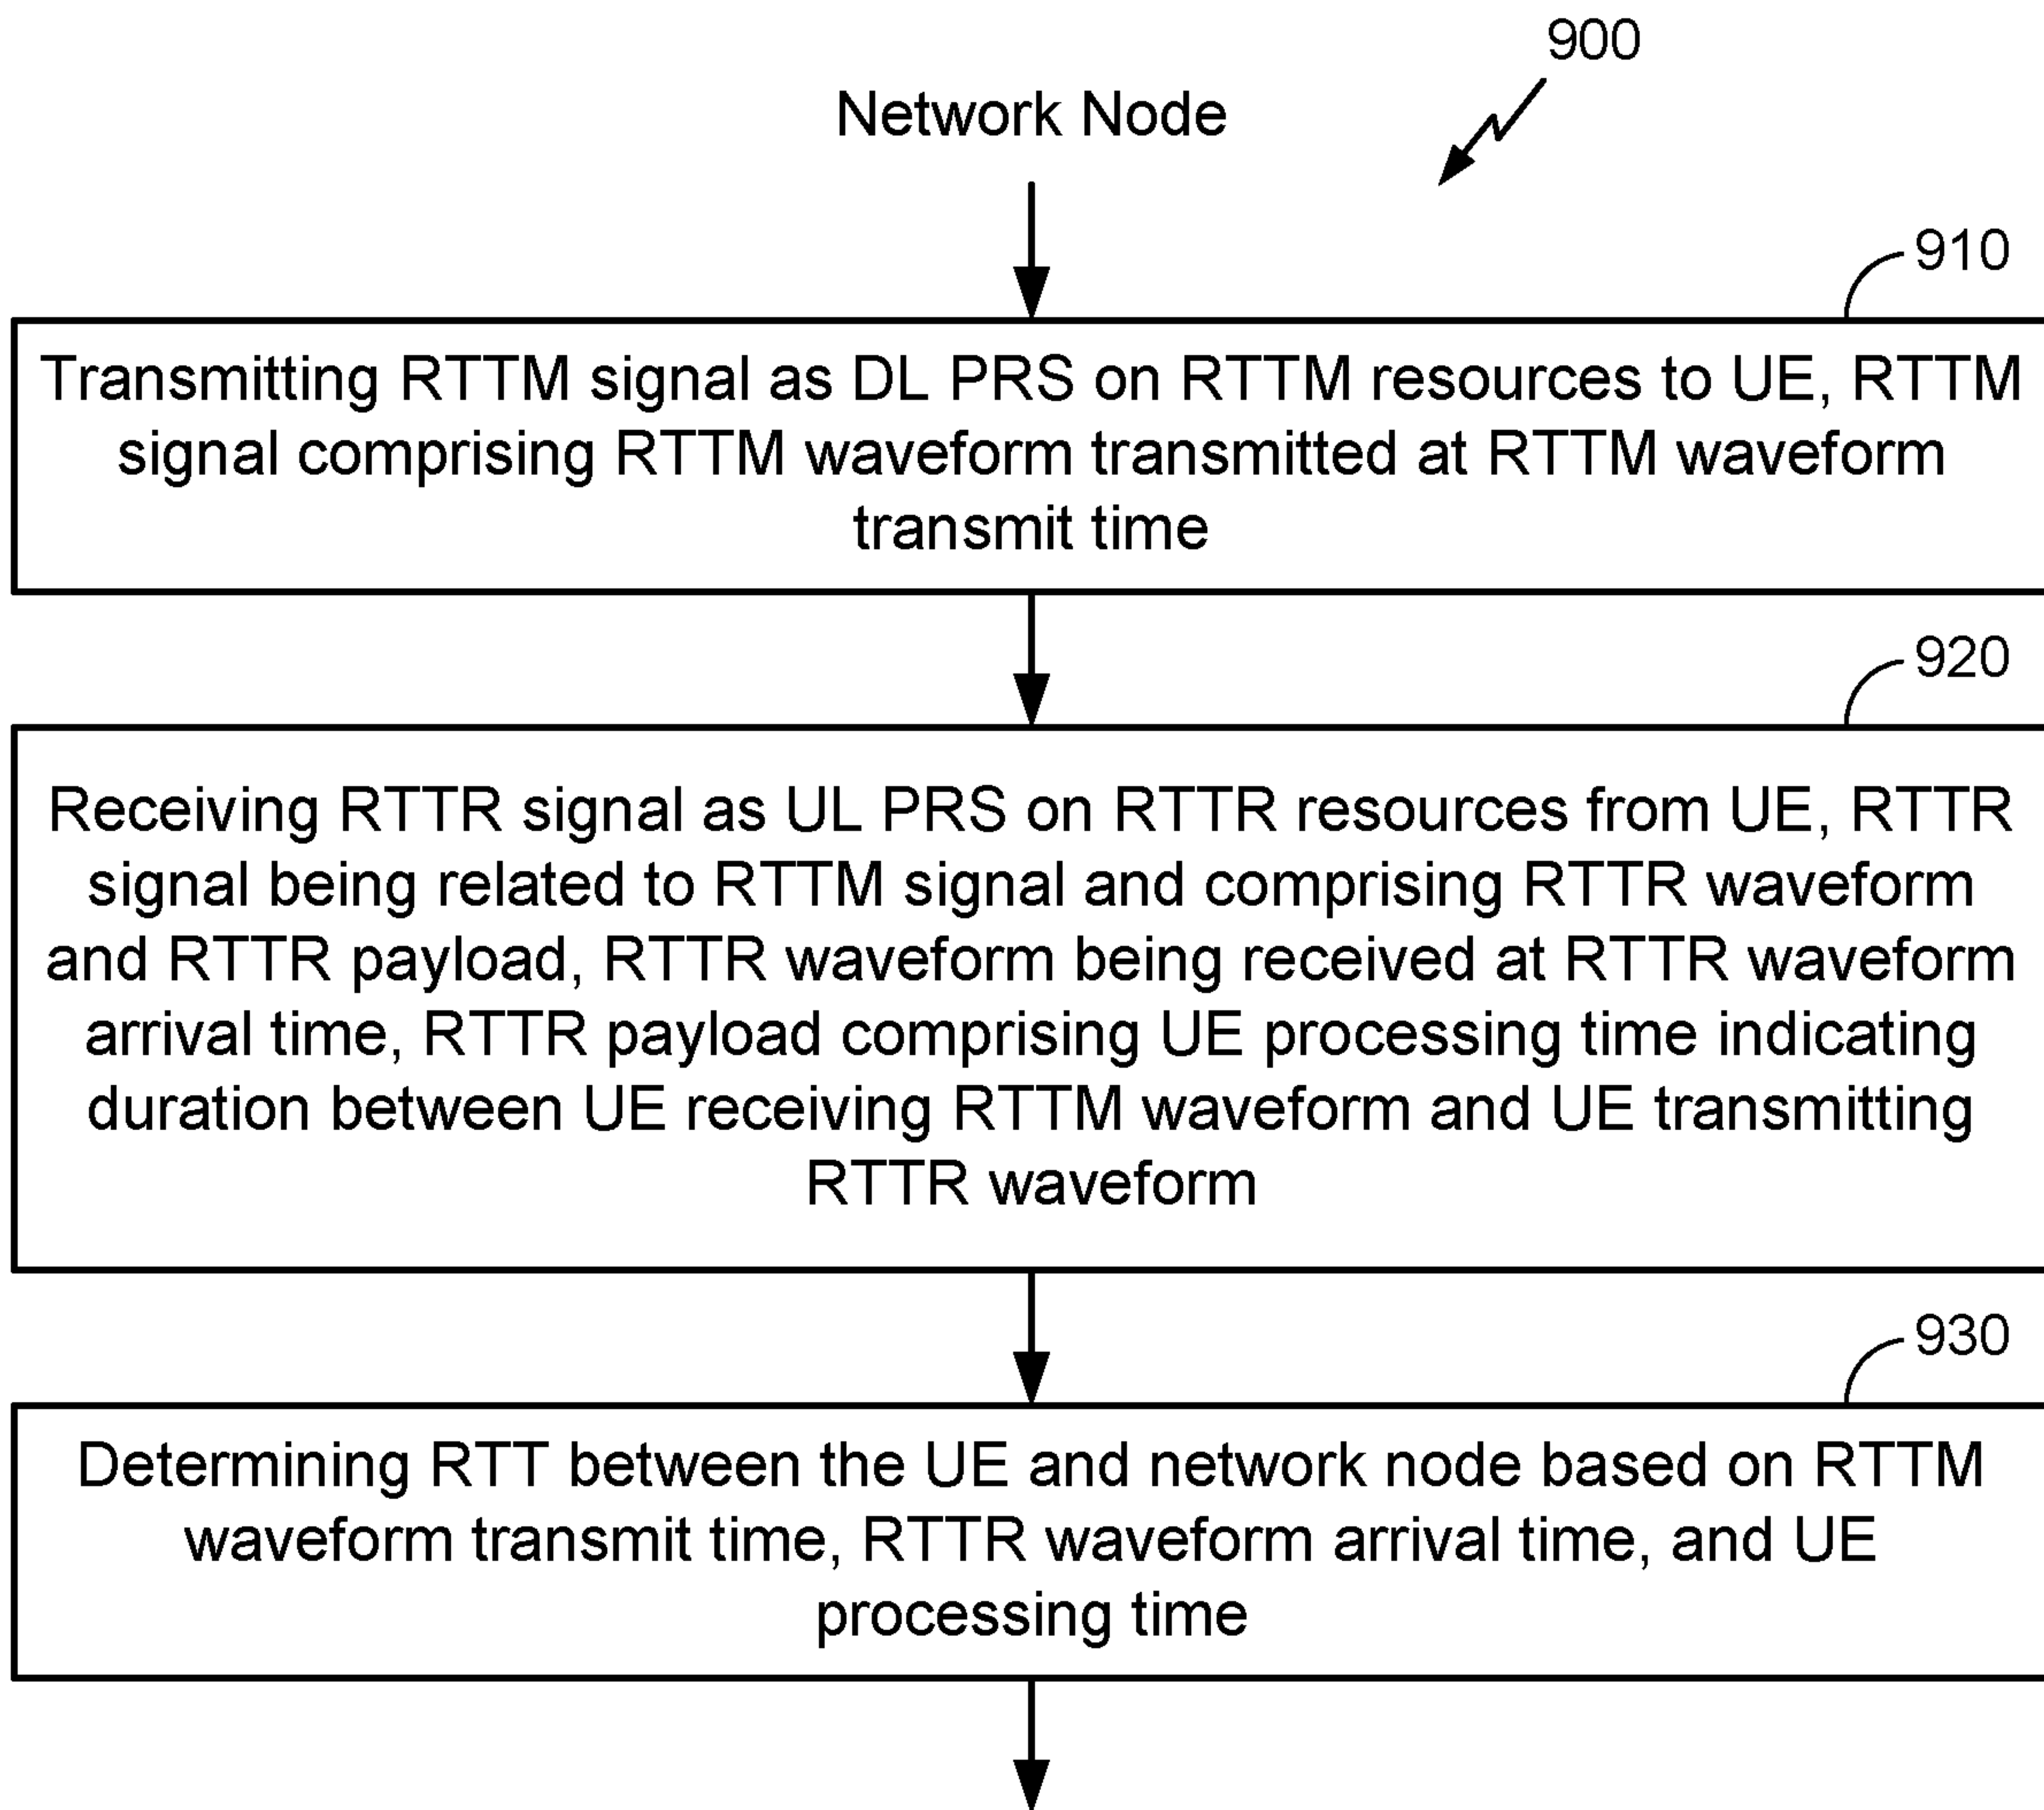 900
Network Node
910
Transmitting RTTM signal as DL PRS on RTTM resources to UE, RTTM
signal comprising RTTM waveform transmitted at RTTM waveform
transmit time
920
Receiving RTTR signal as UL PRS on RTTR resources from UE, RTTR
signal being related to RTTM signal and comprising RTTR waveform
and RTTR payload, RTTR waveform being received at RTTR waveform
arrival time, RTTR payload comprising UE processing time indicating
duration between UE receiving RTTM waveform and UE transmitting
RTTR waveform
930
Determining RTT between the UE and network node based on RTTM
waveform transmit time, RTTR waveform arrival time, and UE
processing time